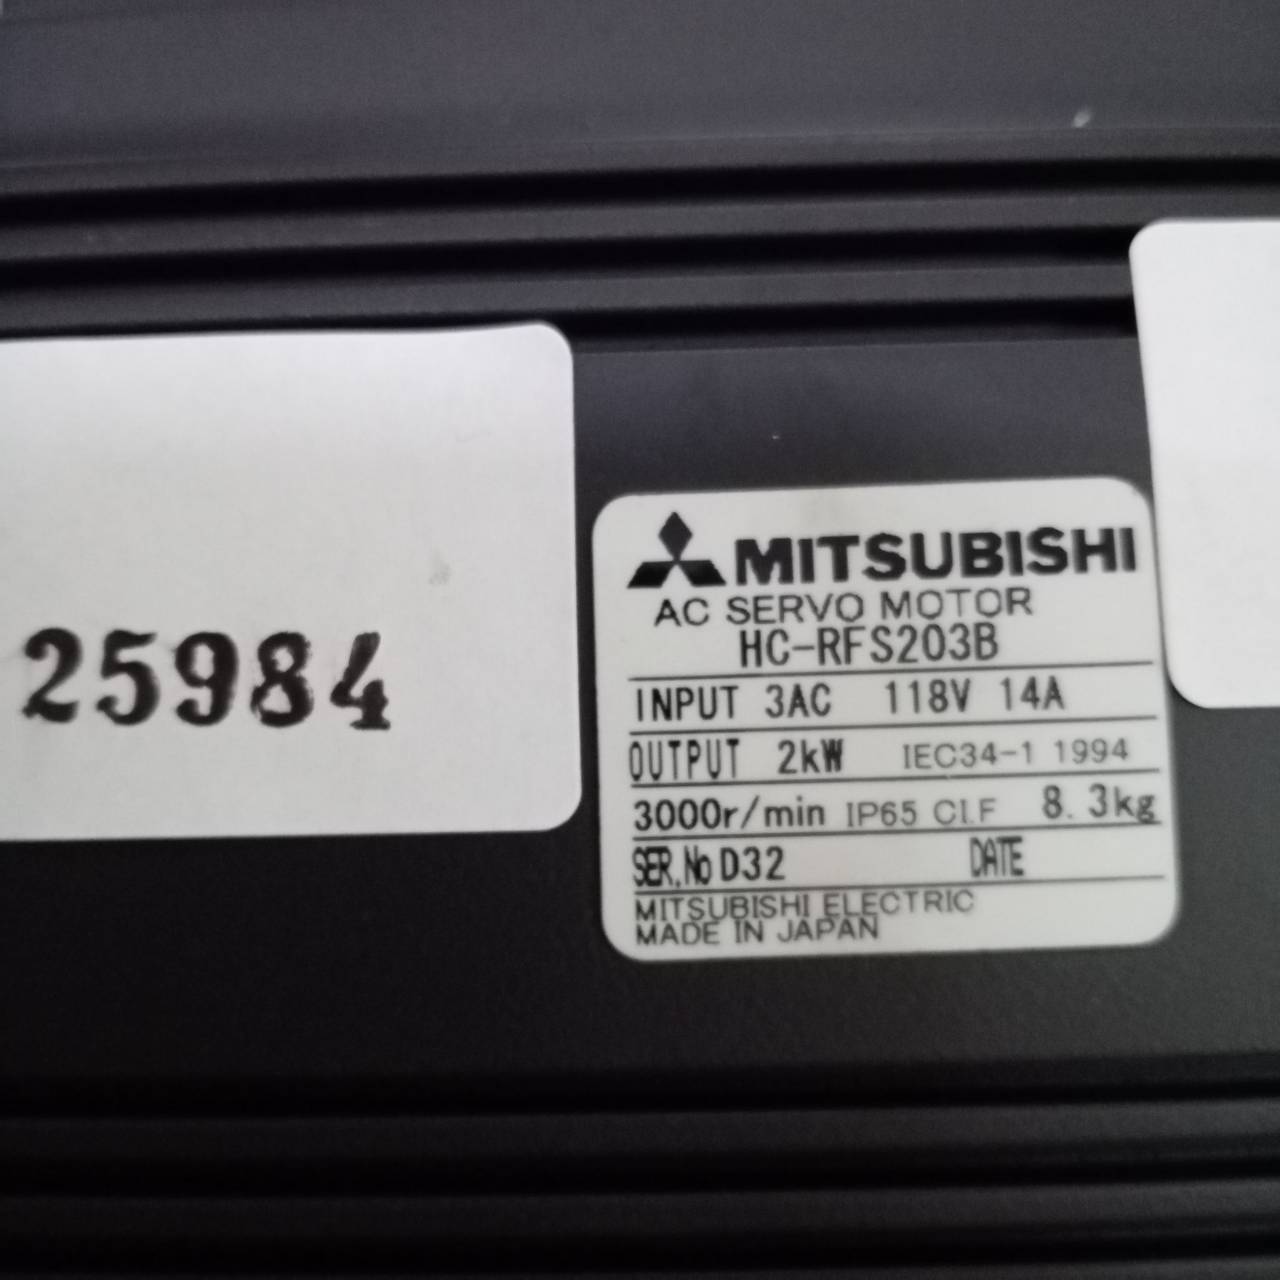 25984
MITSUBISHI
AC SERVO MOTOR
HC-RFS203B
INPUT 3AC 118V 14A
OUTPUT 2kW IEC34-1 1994
3000r/min IP65 CI.F 8.3kg
SER.No D32 DATE
MITSUBISHI ELECTRIC
MADE IN JAPAN